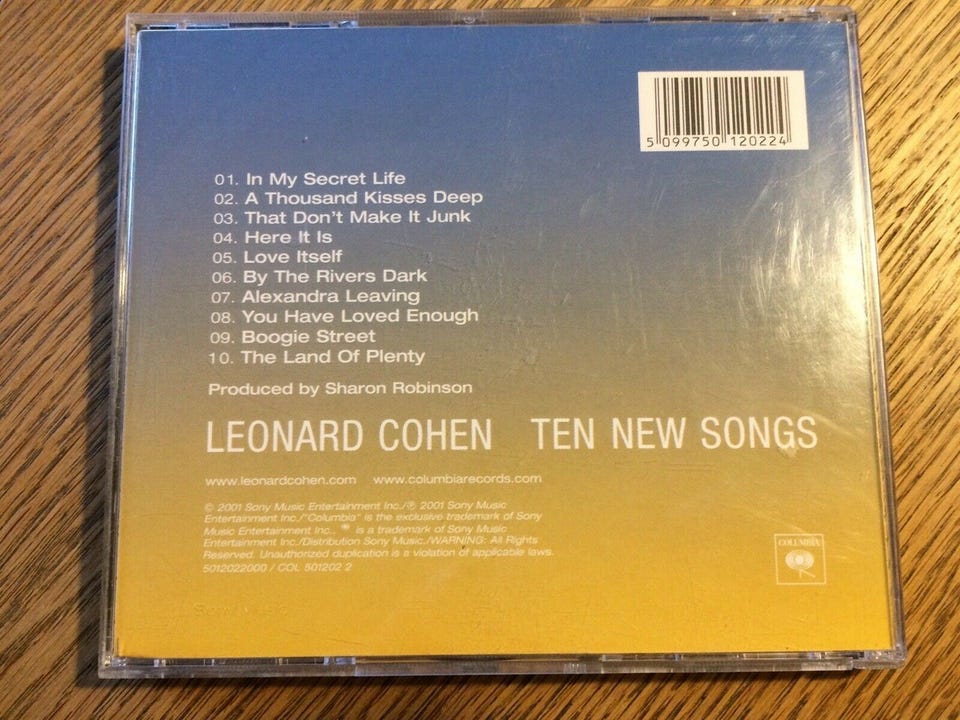 5 099750 120224
01. In My Secret Life
02. A Thousand Kisses Deep
03. That Don't Make It Junk
04. Here It Is
05. Love Itself
06. By The Rivers Dark
07. Alexandra Leaving
08. You Have Loved Enough
09. Boogie Street
10. The Land Of Plenty
Produced by Sharon Robinson
LEONARD COHEN TEN NEW SONGS
www.leonardcohen.com www.columbiarecords.com
© 2001 Sony Music Entertainment Inc./℗ 2001 Sony Music
Entertainment Inc./"Columbia" is the exclusive trademark of Sony
Music Entertainment Inc., is a trademark of Sony Music
Entertainment Inc./Distribution Sony Music./WARNING: All Rights
Reserved. Unauthorized duplication is a violation of applicable laws.
5012022000 / COL 501202 2
COLUMBIA